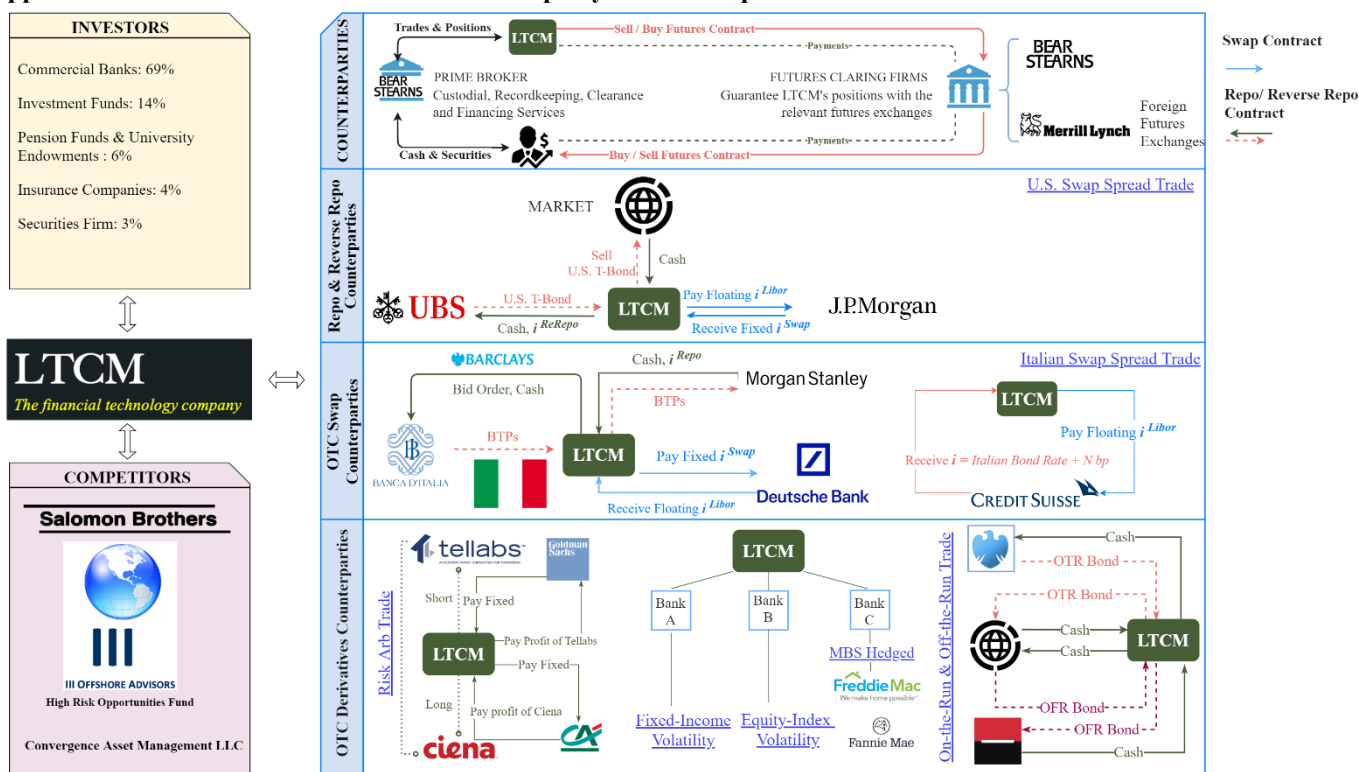 INVESTORS
Commercial Banks: 69%
Investment Funds: 14%
Pension Funds & University
Endowments : 6%
Insurance Companies: 4%
Securities Firm: 3%
LTCM
The financial technology company
COMPETITORS
Salomon Brothers
III
III OFFSHORE ADVISORS
High Risk Opportunities Fund
Convergence Asset Management LLC
COUNTERPARTIES
Trades & Positions
LTCM
Sell / Buy Futures Contract
Payments
BEAR
STEARNS
PRIME BROKER
Custodial, Recordkeeping, Clearance
and Financing Services
FUTURES CLARING FIRMS
Guarantee LTCM's positions with the
relevant futures exchanges
BEAR
STEARNS
Merrill Lynch
Foreign
Futures
Exchanges
Cash & Securities
Payments
Buy / Sell Futures Contract
Swap Contract
Repo/ Reverse Repo
Contract
Repo & Reverse Repo
Counterparties
U.S. Swap Spread Trade
MARKET
Sell
U.S. T-Bond
Cash
UBS
U.S. T-Bond
Cash, i ReRepo
LTCM
Pay Floating i Libor
Receive Fixed i Swap
J.P.Morgan
OTC Swap
Counterparties
BARCLAYS
Bid Order, Cash
Cash, i Repo
Morgan Stanley
BTPs
Italian Swap Spread Trade
BANCA D'ITALIA
BTPs
LTCM
Pay Fixed i Swap
Receive Floating i Libor
Deutsche Bank
LTCM
Pay Floating i Libor
Receive i = Italian Bond Rate + N bp
CREDIT SUISSE
OTC Derivatives Counterparties
Risk Arb Trade
tellabs
Goldman
Sachs
Short
Pay Fixed
LTCM
Pay Profit of Tellabs
Pay Fixed
Long
Pay profit of Ciena
ciena
CA
LTCM
Bank
A
Bank
B
Bank
C
MBS Hedged
Freddie Mac
We make home possible
Fannie Mae
Fixed-Income
Volatility
Equity-Index
Volatility
On-the-Run & Off-the-Run Trade
Cash
OTR Bond
OTR Bond
Cash
Cash
LTCM
OFR Bond
OFR Bond
Cash